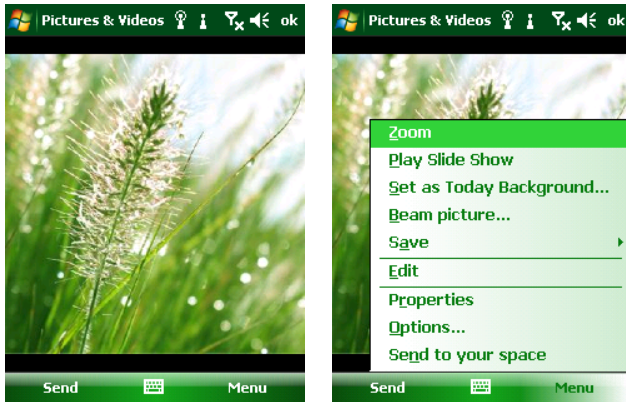 Pictures & Videos ok
Send Menu
Pictures & Videos ok
Zoom
Play Slide Show
Set as Today Background...
Beam picture...
Save
Edit
Properties
Options...
Send to your space
Send Menu